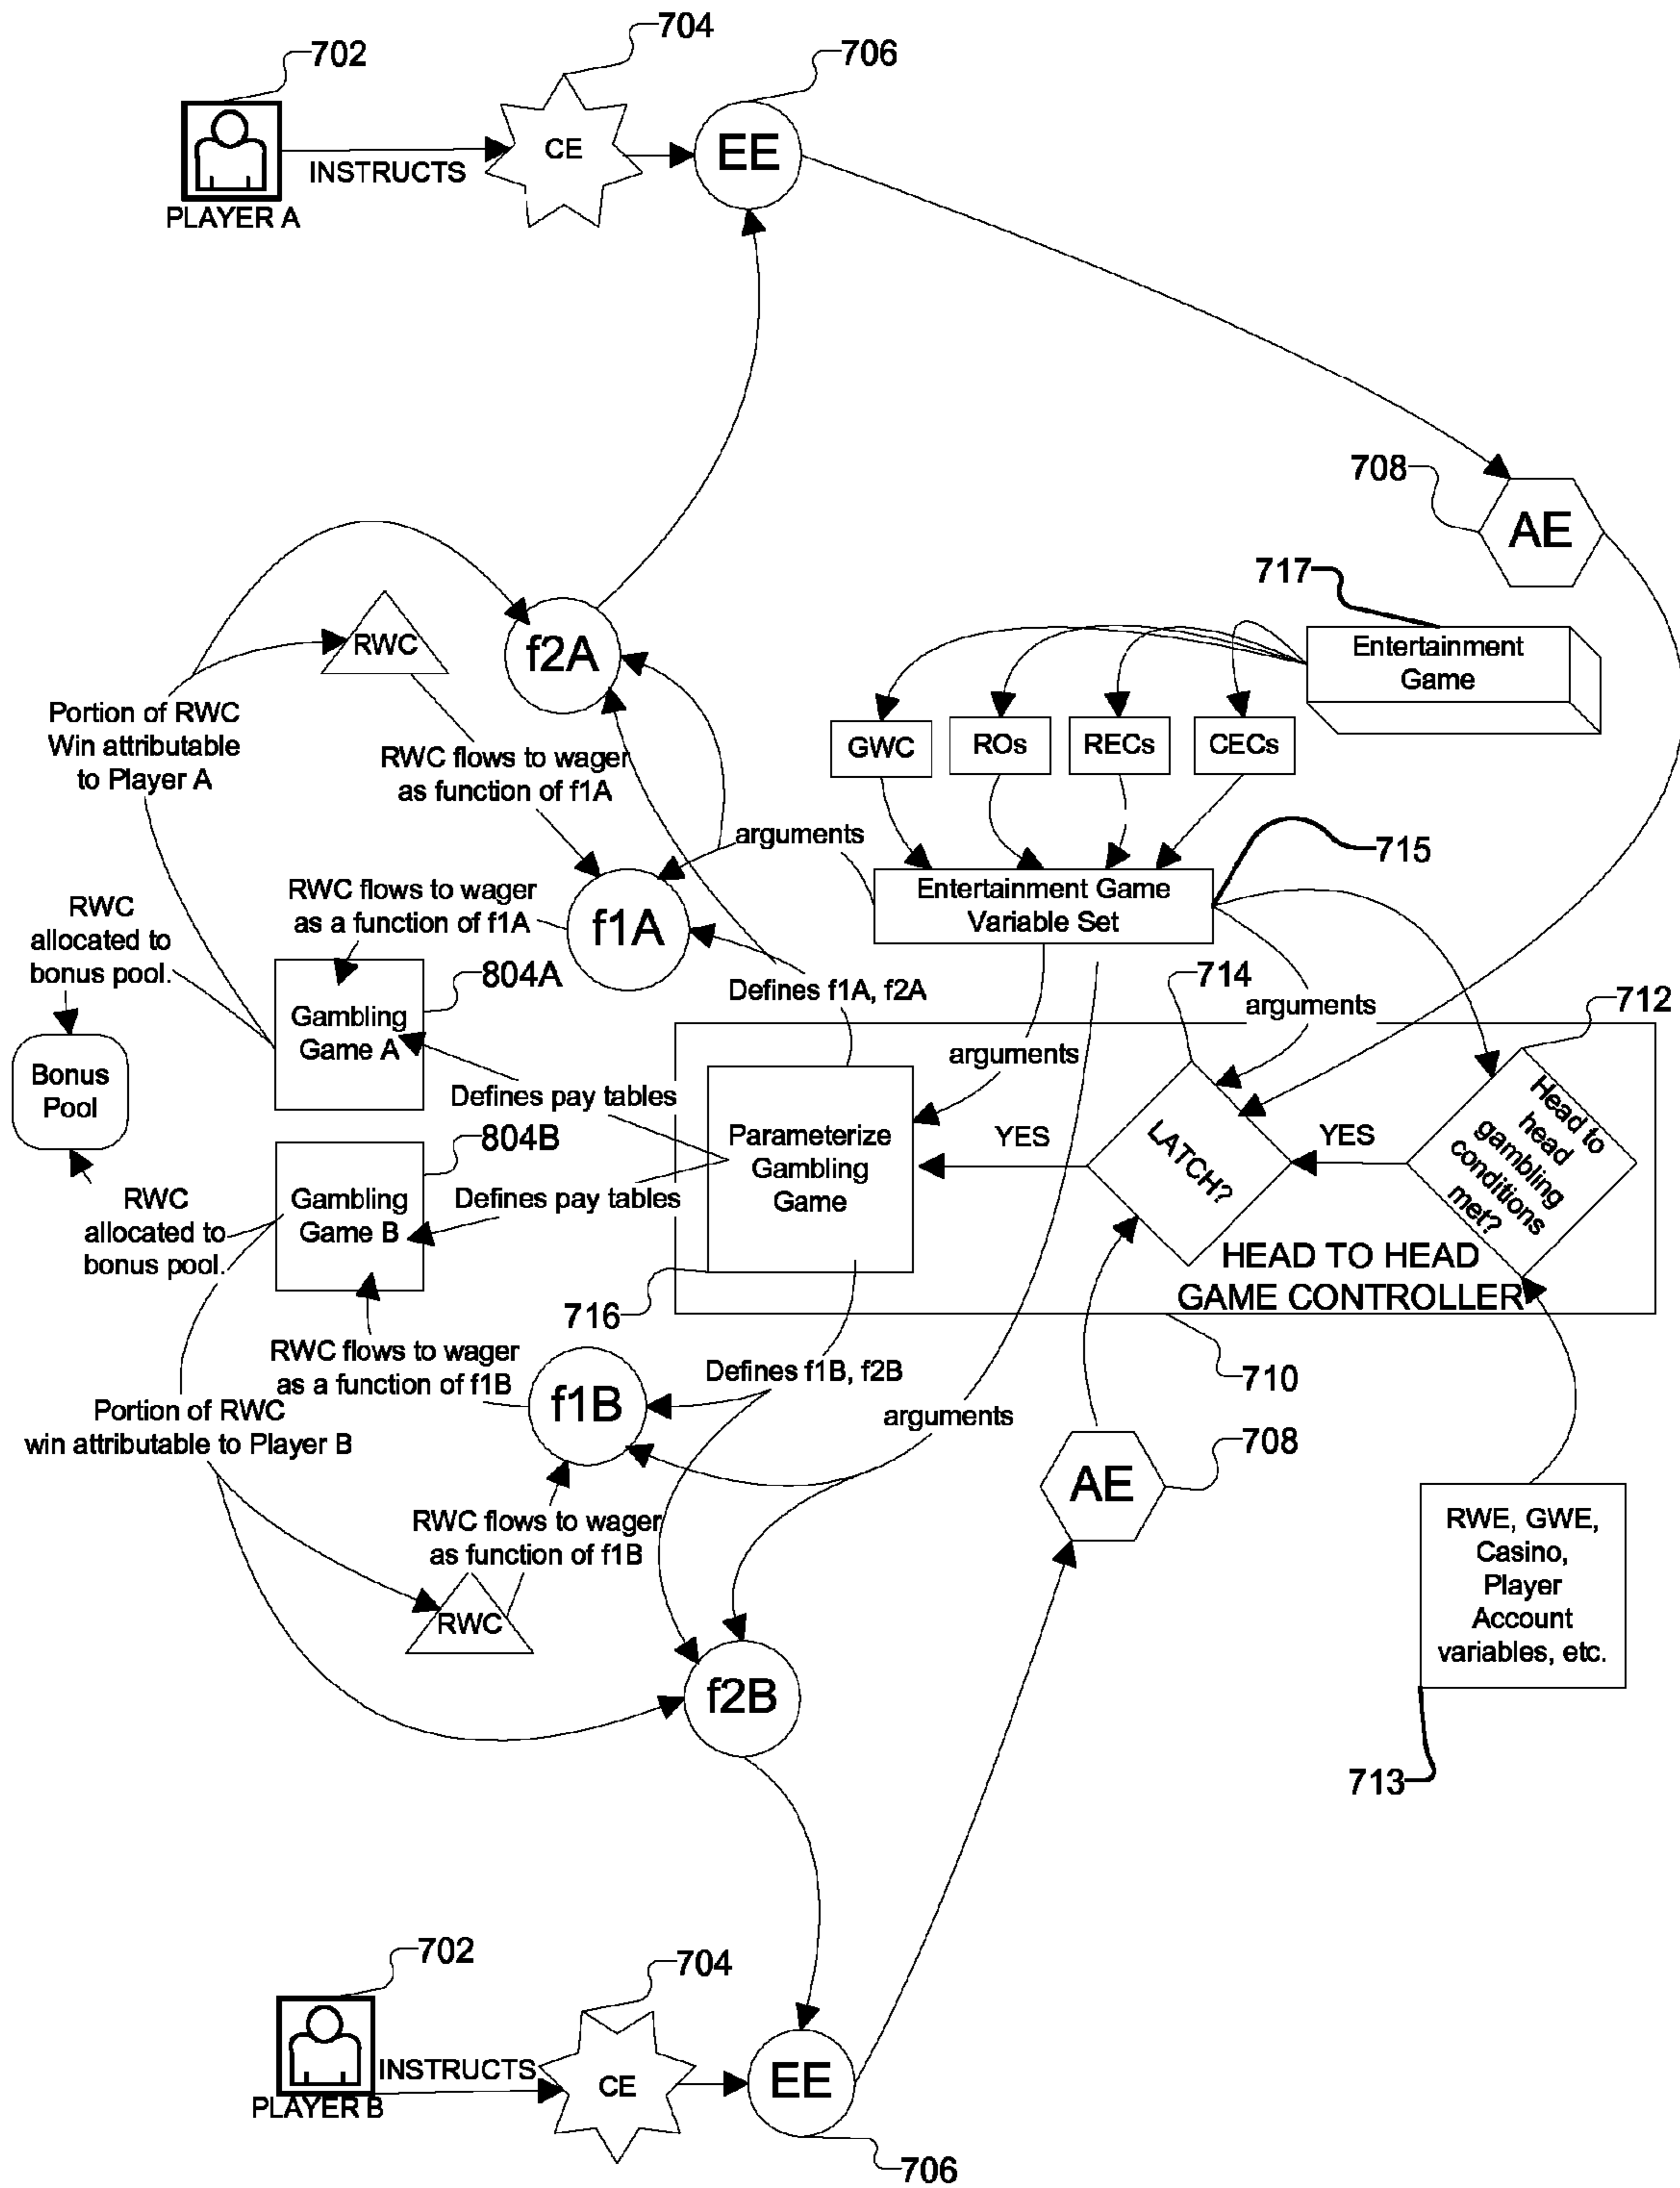 704
702
706
CE
EE
INSTRUCTS
PLAYER A
708
AE
717
Entertainment
Game
RWC
f2A
Portion of RWC
Win attributable
to Player A
GWC
ROs
RECs
CECs
RWC flows to wager
as function of f1A
arguments
715
Entertainment Game
Variable Set
RWC flows to wager
as a function of f1A
f1A
RWC
allocated to
bonus pool.
804A
Defines f1A, f2A
714
arguments
712
Gambling
Game A
arguments
Bonus
Pool
Defines pay tables
804B
Parameterize
Gambling
Game
YES
LATCH?
YES
Head to
head
gambling
conditions
met?
RWC
allocated to
bonus pool.
Gambling
Game B
Defines pay tables
HEAD TO HEAD
GAME CONTROLLER
716
RWC flows to wager
as a function of f1B
f1B
Defines f1B, f2B
710
Portion of RWC
win attributable to Player B
arguments
708
AE
RWC flows to wager
as function of f1B
RWE, GWE,
Casino,
Player
Account
variables, etc.
RWC
f2B
713
702
704
INSTRUCTS
CE
EE
PLAYER B
706